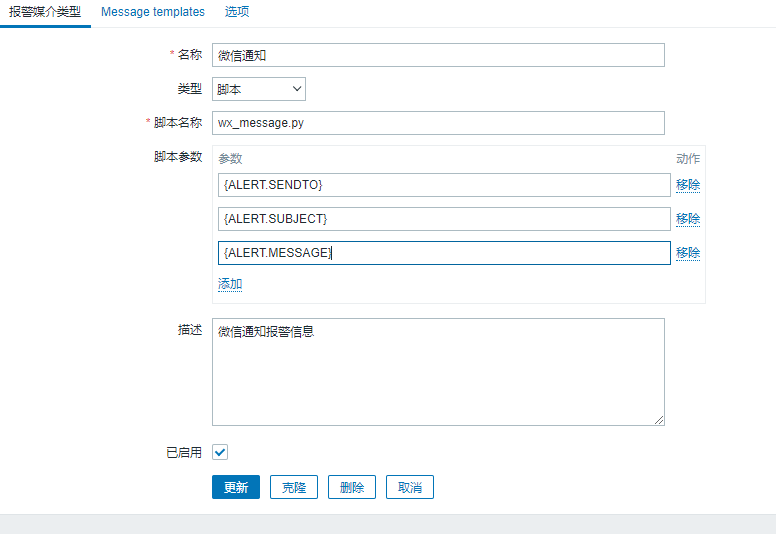 报警媒介类型 Message templates 选项
* 名称 微信通知
类型 脚本
* 脚本名称 wx_message.py
脚本参数 参数 动作
{ALERT.SENDTO} 移除
{ALERT.SUBJECT} 移除
{ALERT.MESSAGE} 移除
添加
描述 微信通知报警信息
已启用
更新 克隆 删除 取消